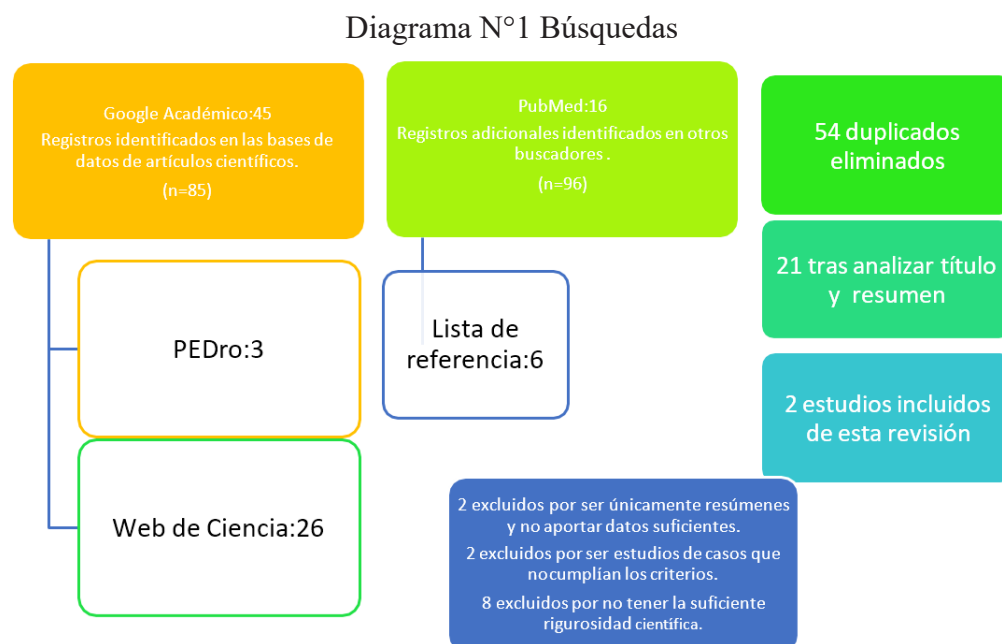 Diagrama N°1 Búsquedas
Google Académico:45
Registros identificados en las bases de
datos de artículos científicos.
(n=85)
PEDro:3
Web de Ciencia:26
PubMed:16
Registros adicionales identificados en otros
buscadores .
(n=96)
Lista de
referencia:6
54 duplicados
eliminados
21 tras analizar título
y resumen
2 estudios incluidos
de esta revisión
2 excluidos por ser únicamente resúmenes
y no aportar datos suficientes.
2 excluidos por ser estudios de casos que
nocumplían los criterios.
8 excluidos por no tener la suficiente
rigurosidad científica.